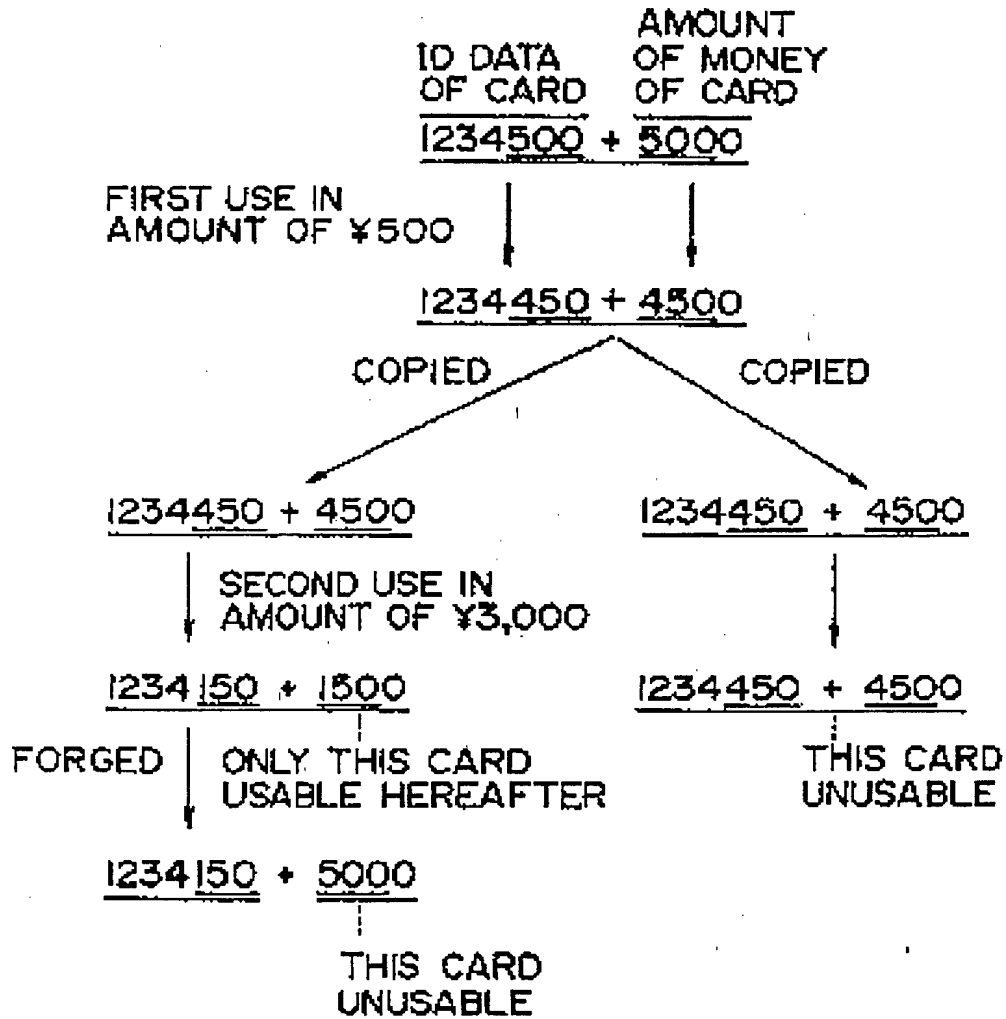 ID DATA
OF CARD
AMOUNT
OF MONEY
OF CARD
1234500 + 5000
FIRST USE IN
AMOUNT OF ¥500
1234450 + 4500
COPIED
COPIED
1234450 + 4500
1234450 + 4500
SECOND USE IN
AMOUNT OF ¥3,000
1234150 + 1500
1234450 + 4500
FORGED
ONLY THIS CARD
USABLE HEREAFTER
THIS CARD
UNUSABLE
1234150 + 5000
THIS CARD
UNUSABLE